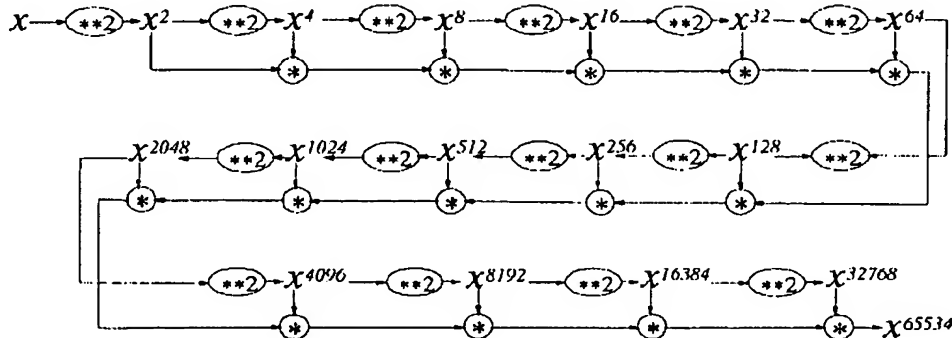 x **2 x^2 **2 x^4 **2 x^8 **2 x^16 **2 x^32 **2 x^64
* * * * *
x^2048 **2 x^1024 **2 x^512 **2 x^256 **2 x^128 **2
* * * * *
**2 x^4096 **2 x^8192 **2 x^16384 **2 x^32768
* * * * x^65534